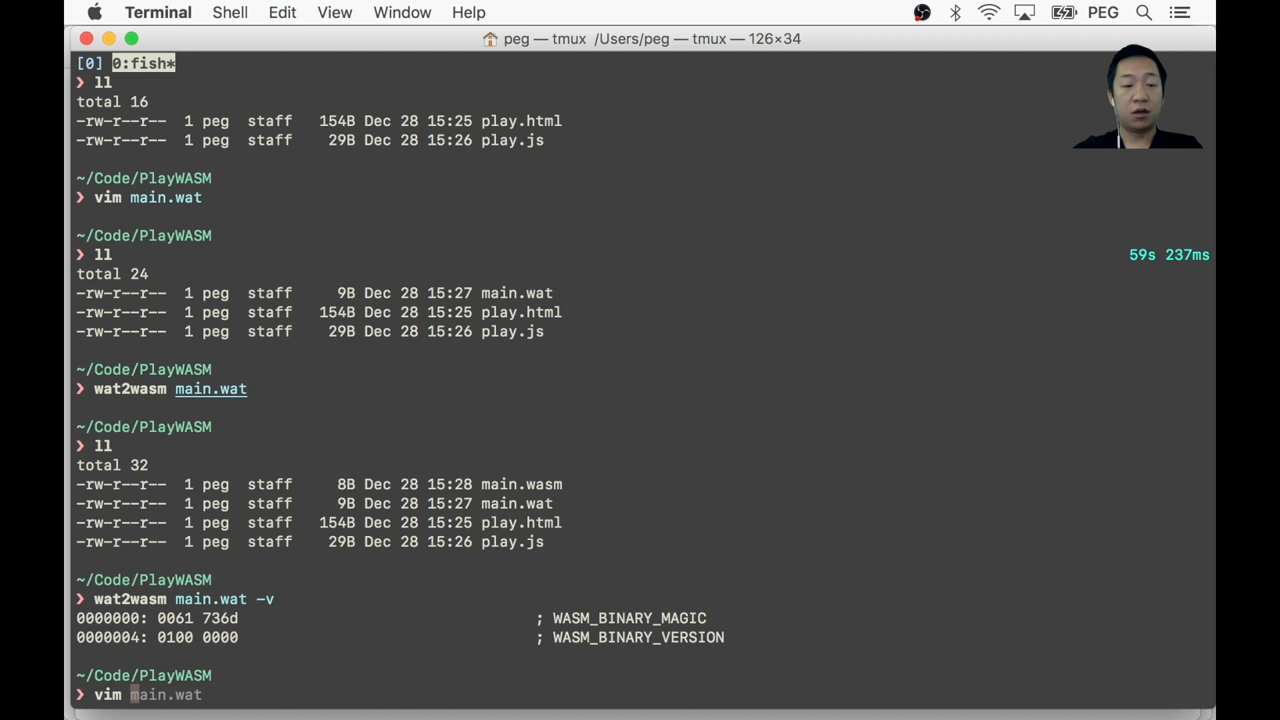 Terminal Shell Edit View Window Help PEG
peg — tmux /Users/peg — tmux — 126×34
[0] 0:fish*
❯ ll
total 16
-rw-r--r-- 1 peg staff 154B Dec 28 15:25 play.html
-rw-r--r-- 1 peg staff 29B Dec 28 15:26 play.js
~/Code/PlayWASM
❯ vim main.wat
~/Code/PlayWASM
❯ ll 59s 237ms
total 24
-rw-r--r-- 1 peg staff 9B Dec 28 15:27 main.wat
-rw-r--r-- 1 peg staff 154B Dec 28 15:25 play.html
-rw-r--r-- 1 peg staff 29B Dec 28 15:26 play.js
~/Code/PlayWASM
❯ wat2wasm main.wat
~/Code/PlayWASM
❯ ll
total 32
-rw-r--r-- 1 peg staff 8B Dec 28 15:28 main.wasm
-rw-r--r-- 1 peg staff 9B Dec 28 15:27 main.wat
-rw-r--r-- 1 peg staff 154B Dec 28 15:25 play.html
-rw-r--r-- 1 peg staff 29B Dec 28 15:26 play.js
~/Code/PlayWASM
❯ wat2wasm main.wat -v
0000000: 0061 736d ; WASM_BINARY_MAGIC
0000004: 0100 0000 ; WASM_BINARY_VERSION
~/Code/PlayWASM
❯ vim main.wat